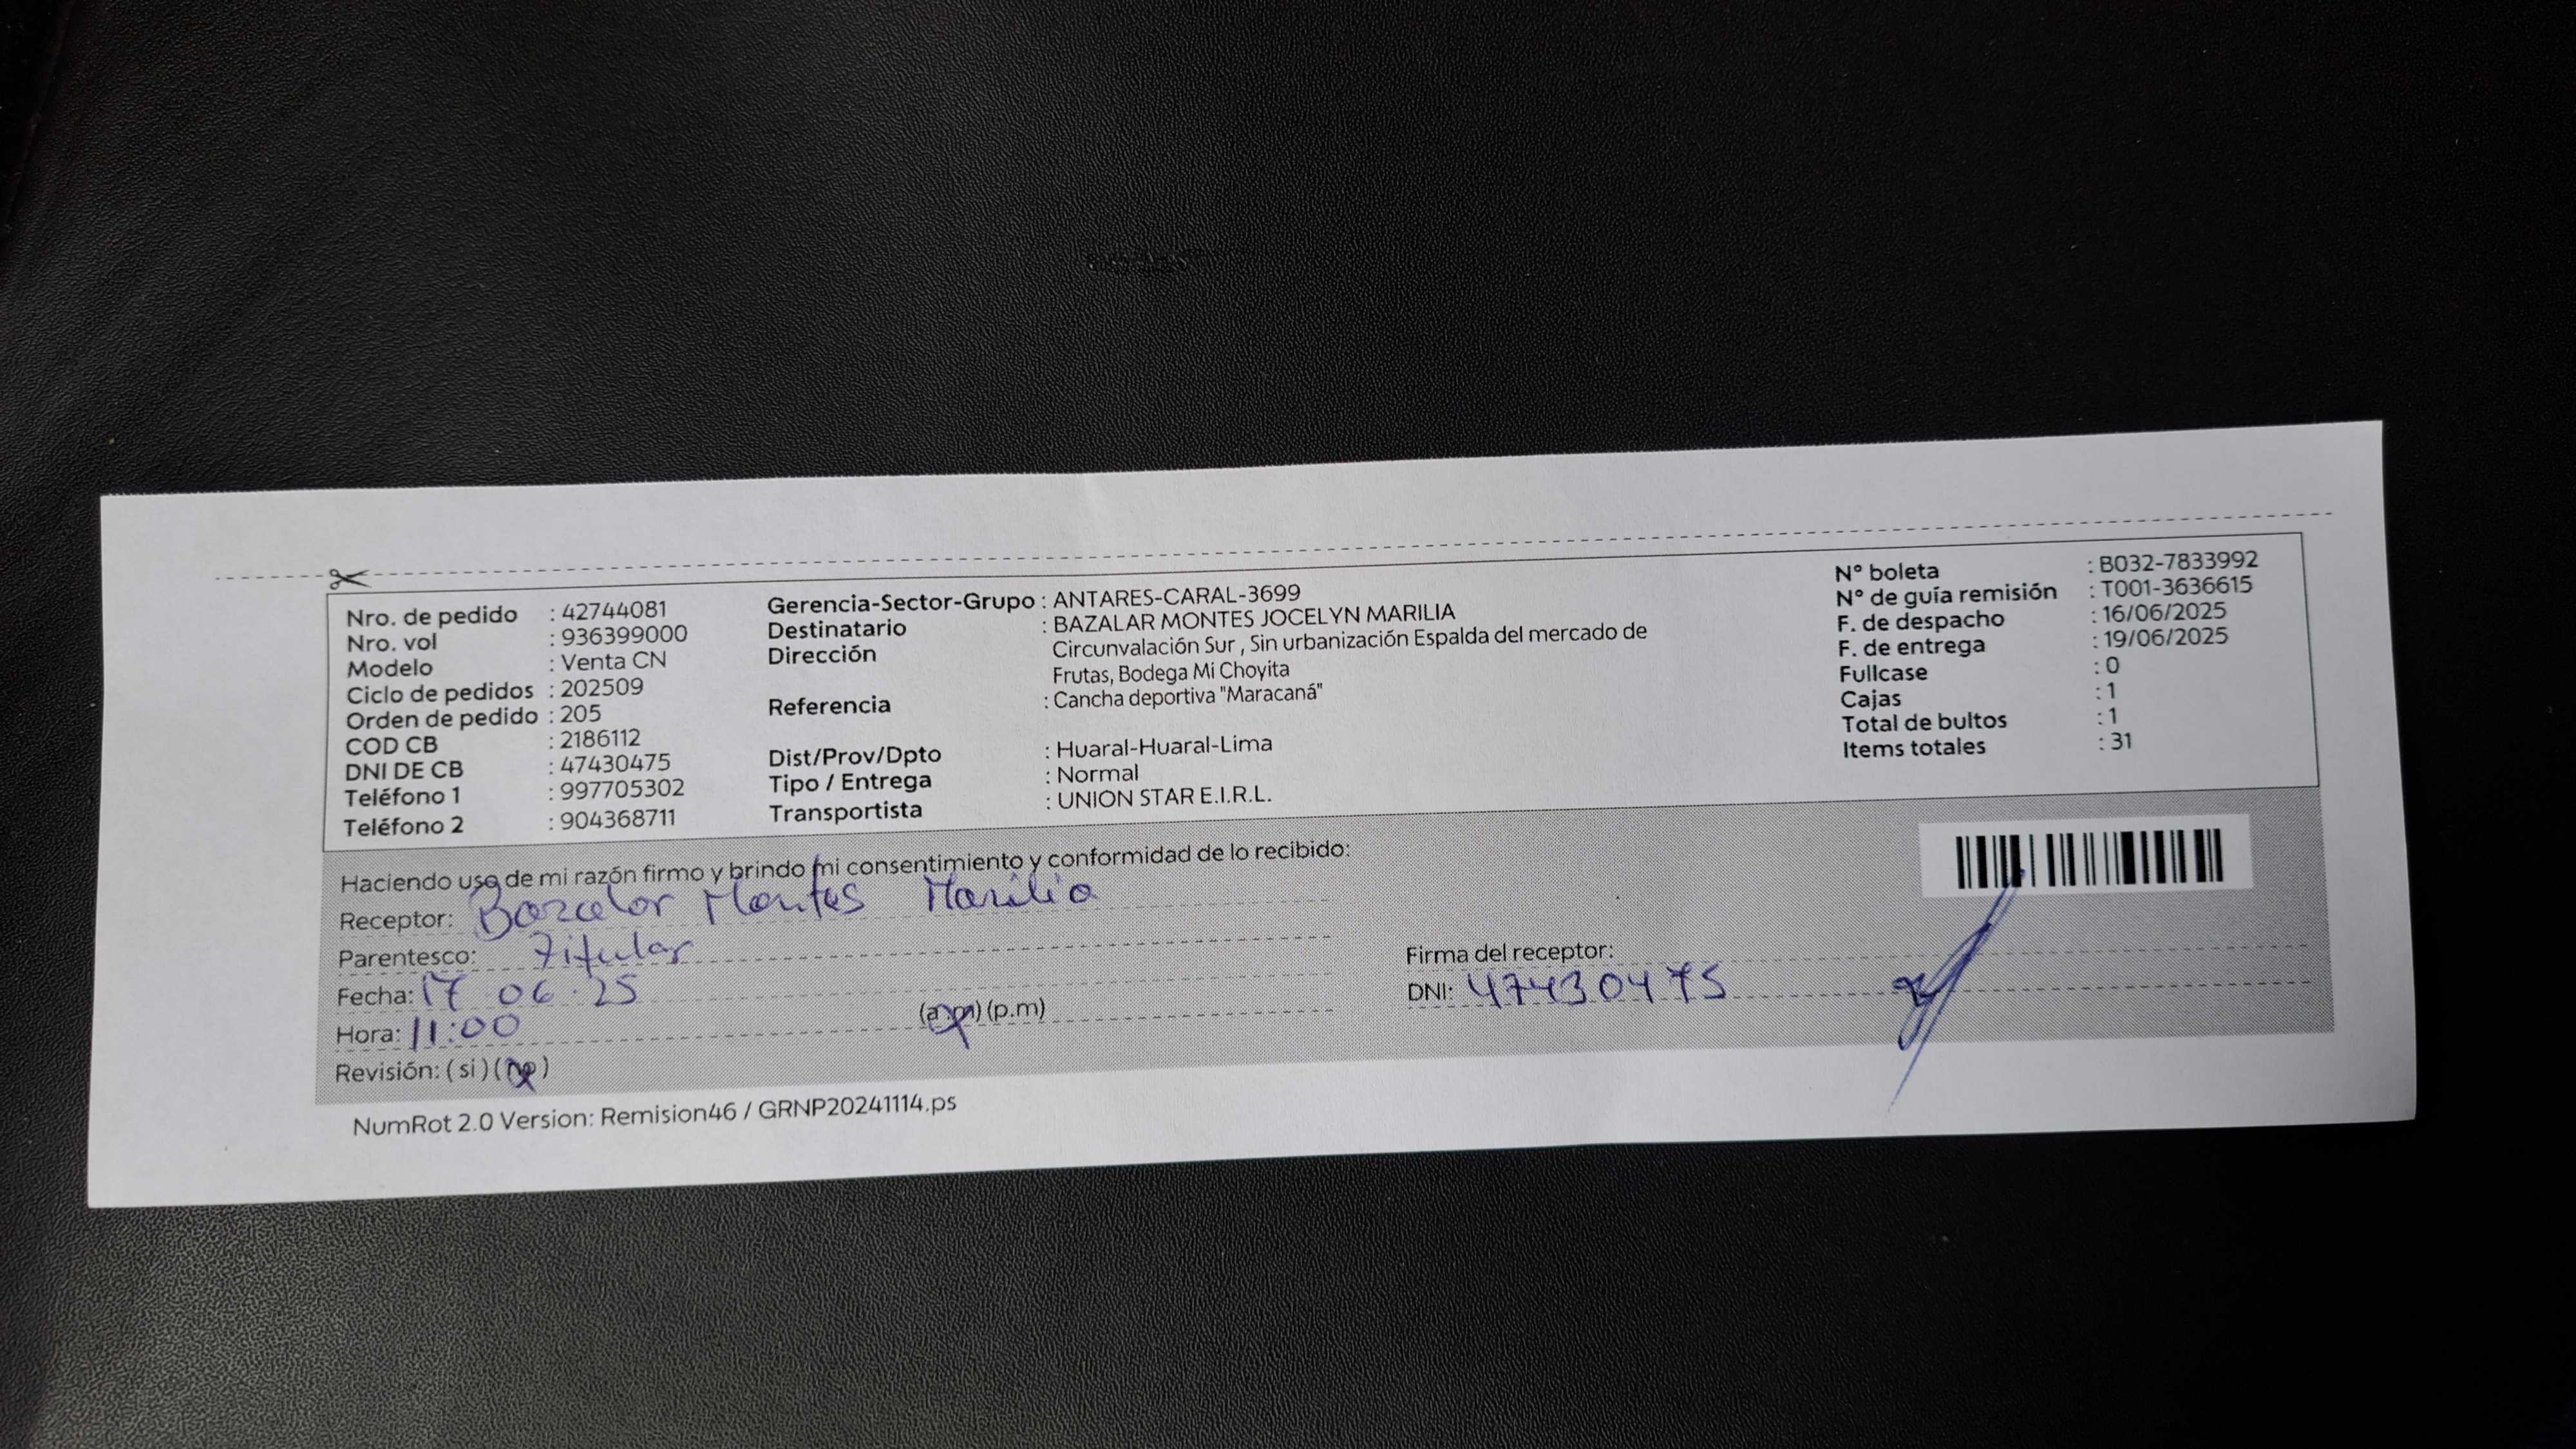 Nro. de pedido : 42744081
Nro. vol : 936399000
Modelo : Venta CN
Ciclo de pedidos : 202509
Orden de pedido : 205
COD CB : 2186112
DNI DE CB : 47430475
Teléfono 1 : 997705302
Teléfono 2 : 904368711
Gerencia-Sector-Grupo : ANTARES-CARAL-3699
Destinatario : BAZALAR MONTES JOCELYN MARILIA
Dirección Circunvalación Sur , Sin urbanización Espalda del mercado de
Frutas, Bodega Mi Choyita
Referencia : Cancha deportiva "Maracaná"
Dist/Prov/Dpto : Huaral-Huaral-Lima
Tipo / Entrega : Normal
Transportista : UNION STAR E.I.R.L.
N° boleta : B032-7833992
N° de guía remisión : T001-3636615
F. de despacho : 16/06/2025
F. de entrega : 19/06/2025
Fullcase : 0
Cajas : 1
Total de bultos : 1
Items totales : 31
Haciendo uso de mi razón firmo y brindo mi consentimiento y conformidad de lo recibido:
Receptor: Bazalar Montes Marilia
Parentesco: Titular
Fecha: 17 06 25
Hora: 11:00 (a.m) (p.m)
Revisión: ( si ) ( no )
Firma del receptor:
DNI: 47430475
NumRot 2.0 Version: Remision46 / GRNP20241114.ps